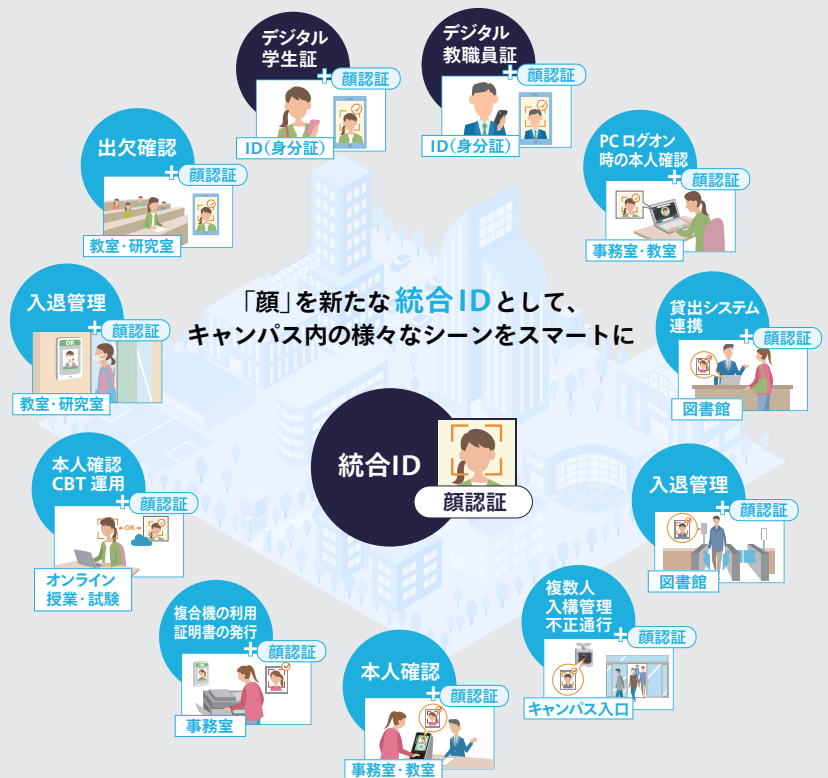 デジタル
学生証
+ 顔認証
ID(身分証)
デジタル
教職員証
+ 顔認証
ID(身分証)
PCログオン
時の本人確認
+ 顔認証
事務室・教室
貸出システム
連携
+ 顔認証
図書館
入退管理
+ 顔認証
図書館
複数人
入構管理
不正通行
+ 顔認証
キャンパス入口
本人確認
+ 顔認証
事務室・教室
複合機の利用
証明書の発行
+ 顔認証
事務室
本人確認
CBT 運用
+ 顔認証
OK
オンライン
授業・試験
入退管理
+ 顔認証
OK
教室・研究室
出欠確認
+ 顔認証
教室・研究室
「顔」を新たな統合IDとして、
キャンパス内の様々なシーンをスマートに
統合ID
顔認証